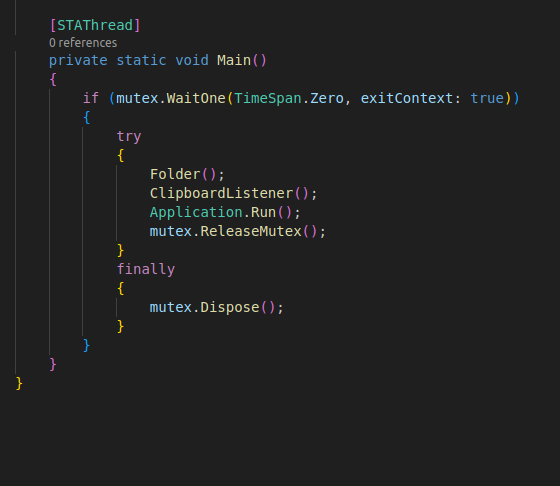 [STAThread]
0 references
private static void Main()
{
if (mutex.WaitOne(TimeSpan.Zero, exitContext: true))
{
try
{
Folder();
ClipboardListener();
Application.Run();
mutex.ReleaseMutex();
}
finally
{
mutex.Dispose();
}
}
}
}